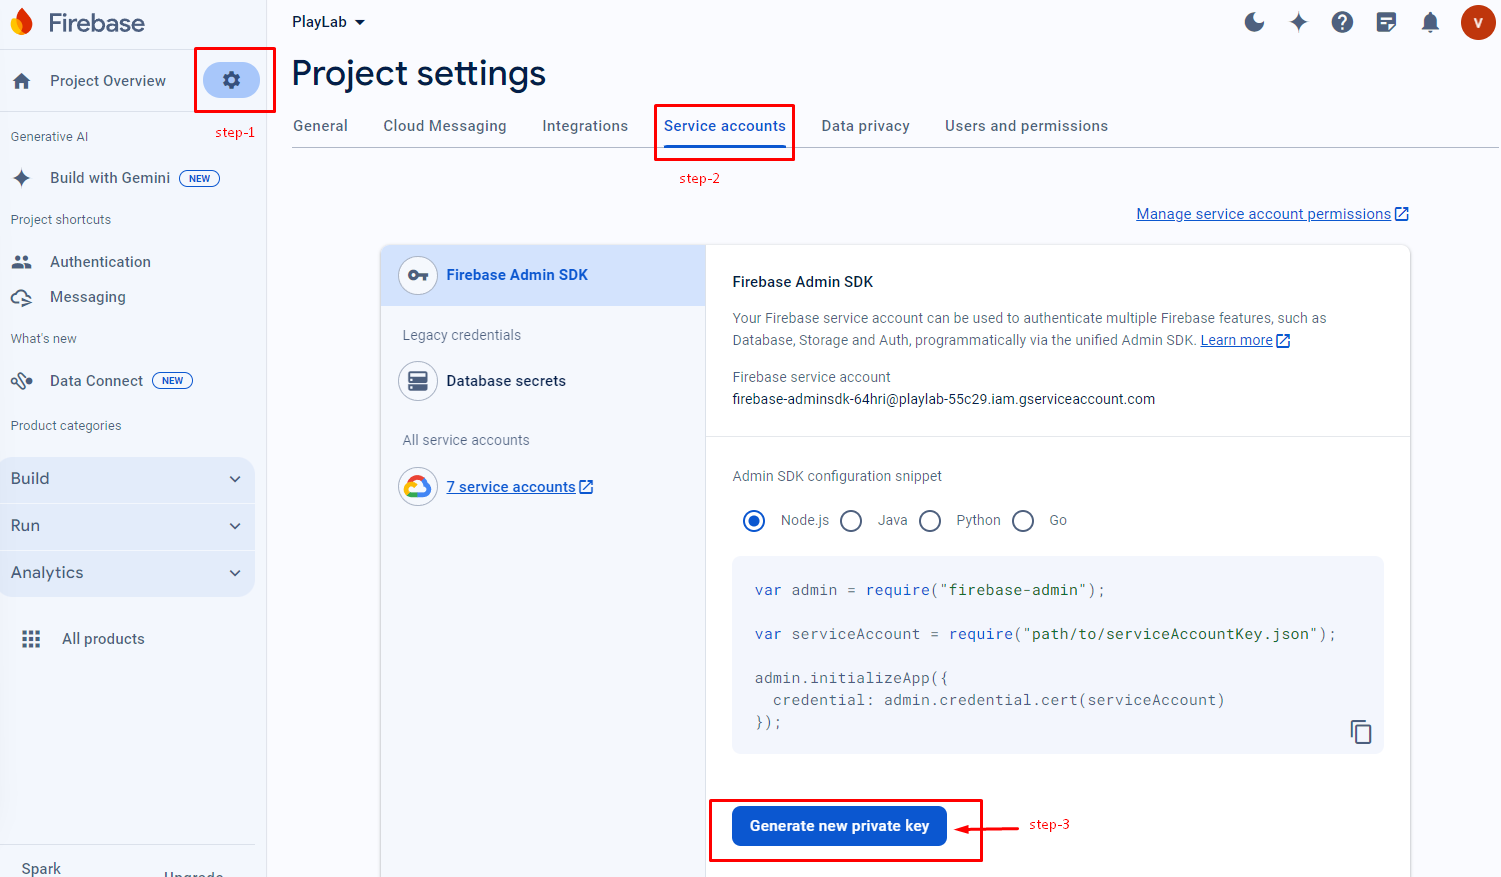 Firebase
PlayLab
V
Project Overview
step-1
Generative AI
Build with Gemini NEW
Project shortcuts
Authentication
Messaging
What's new
Data Connect NEW
Product categories
Build
Run
Analytics
All products
Spark
Upgrade
Project settings
General Cloud Messaging Integrations Service accounts Data privacy Users and permissions
step-2
Manage service account permissions
Firebase Admin SDK
Legacy credentials
Database secrets
All service accounts
7 service accounts
Firebase Admin SDK
Your Firebase service account can be used to authenticate multiple Firebase features, such as
Database, Storage and Auth, programmatically via the unified Admin SDK. Learn more
Firebase service account
firebase-adminsdk-64hri@playlab-55c29.iam.gserviceaccount.com
Admin SDK configuration snippet
Node.js Java Python Go
var admin = require("firebase-admin");
var serviceAccount = require("path/to/serviceAccountKey.json");
admin.initializeApp({
credential: admin.credential.cert(serviceAccount)
});
Generate new private key
step-3